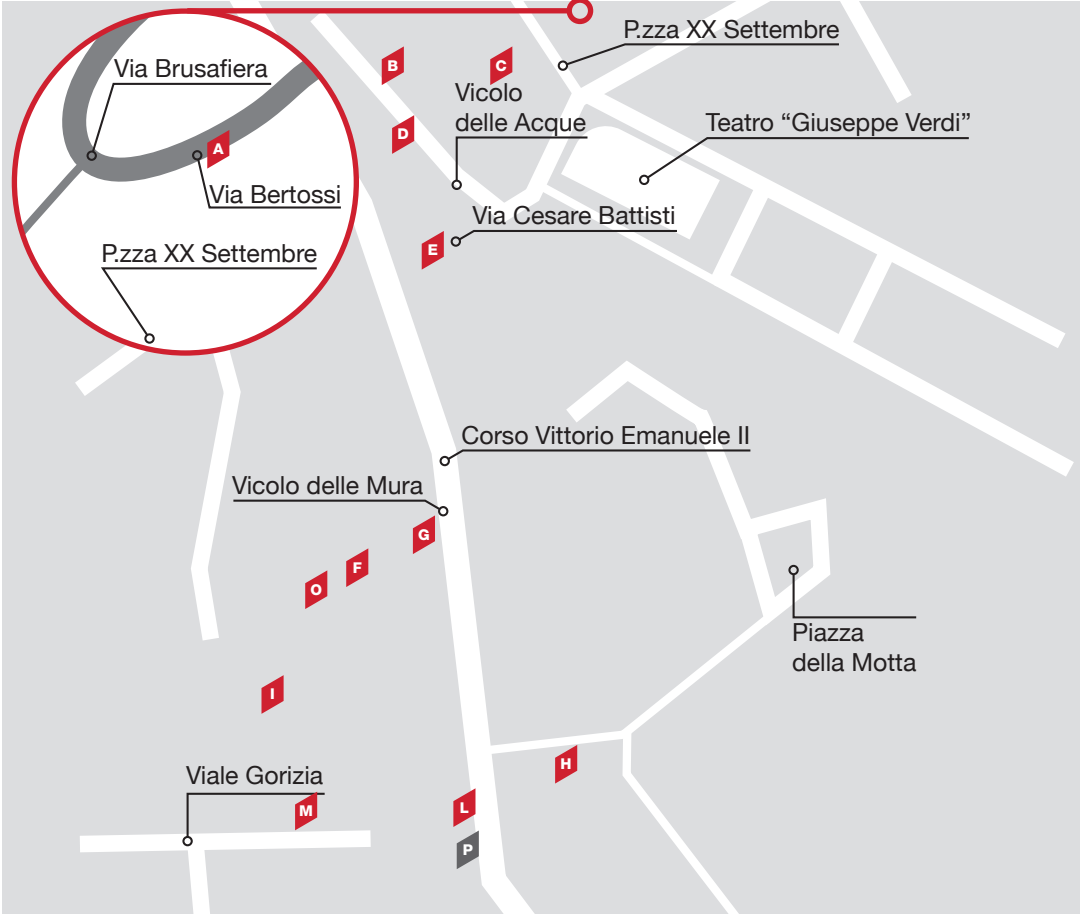 P.zza XX Settembre
B
C
Via Brusafiera
Vicolo
delle Acque
D
Teatro “Giuseppe Verdi”
A
Via Bertossi
Via Cesare Battisti
E
P.zza XX Settembre
Corso Vittorio Emanuele II
Vicolo delle Mura
G
F
O
Piazza
della Motta
I
H
Viale Gorizia
M
L
P